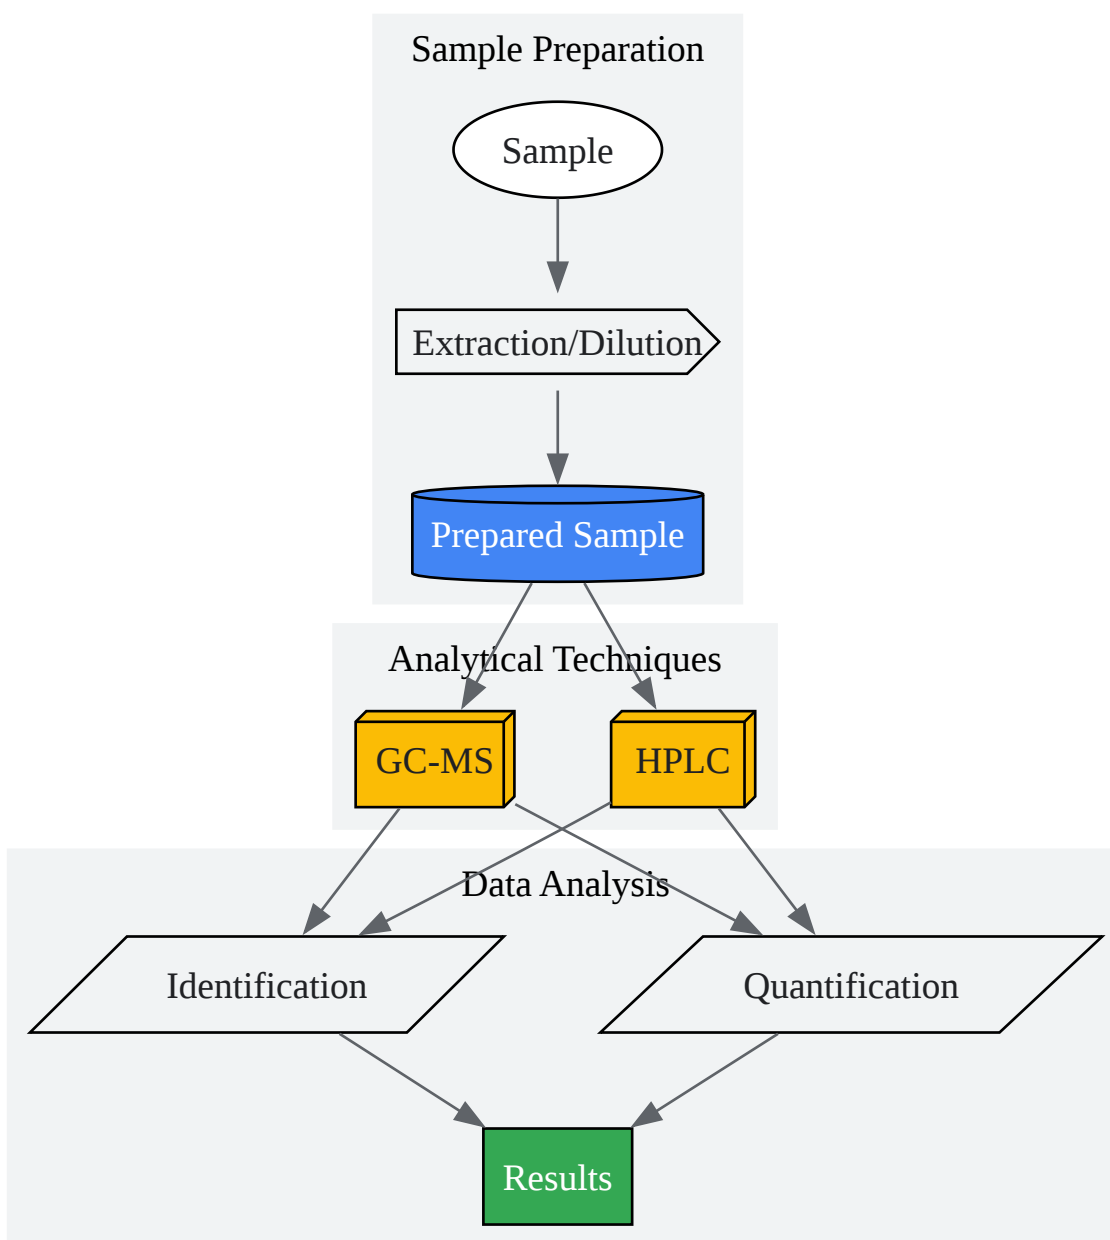 Sample Preparation
Sample
Extraction/Dilution
Prepared Sample
Analytical Techniques
GC-MS
HPLC
Data Analysis
Identification
Quantification
Results